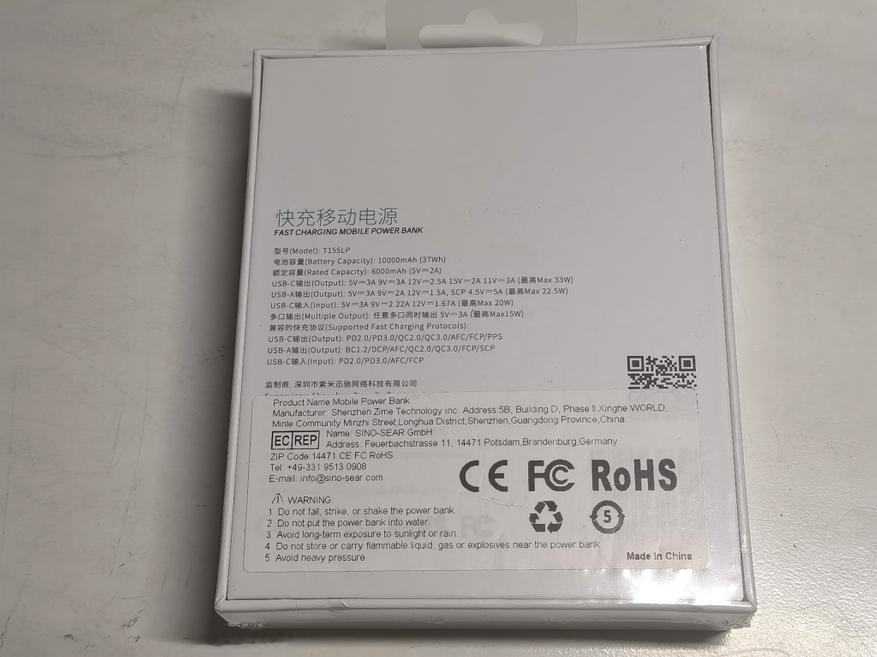 快充移动电源
FAST CHARGING MOBILE POWER BANK
型号(Model): T155LP
电池容量(Battery Capacity): 10000mAh (37Wh)
额定容量(Rated Capacity): 6000mAh (5V⎓2A)
USB-C输出(Output): 5V⎓3A 9V⎓3A 12V⎓2.5A 15V⎓2A 11V⎓3A (最高Max 33W)
USB-A输出(Output): 5V⎓3A 9V⎓2A 12V⎓1.5A, SCP 4.5V⎓5A (最高Max 22.5W)
USB-C输入(Input): 5V⎓3A 9V⎓2.22A 12V⎓1.67A (最高Max 20W)
多口输出(Multiple Output): 任意多口同时输出 5V⎓3A (最高Max15W)
兼容的快充协议(Supported Fast Charging Protocols):
USB-C输出(Output): PD2.0/PD3.0/QC2.0/QC3.0/AFC/FCP/PPS
USB-A输出(Output): BC1.2/DCP/AFC/QC2.0/QC3.0/FCP/SCP
USB-C输入(Input): PD2.0/PD3.0/AFC/FCP
监制商: 深圳市紫米迅驰网络科技有限公司
Product Name:Mobile Power Bank
Manufacturer: Shenzhen Zime Technology inc. Address:5B, Building D, Phase II.Xinghe WORLD,
Minle Community Minzhi Street,Longhua District,Shenzhen,Guangdong Province,China
EC REP Name: SINO-SEAR GmbH
Address: Feuerbachstrasse 11, 14471 Potsdam,Brandenburg,Germany
ZIP Code:14471 CE FC RoHS
Tel: +49-331 9513 0908
E-mail: info@sino-sear.com
CE FC RoHS
WARNING:
1 Do not fall, strike, or shake the power bank
2 Do not put the power bank into water
3 Avoid long-term exposure to sunlight or rain.
4 Do not store or carry flammable liquid, gas or explosives near the power bank
5 Avoid heavy pressure.
5
Made In China